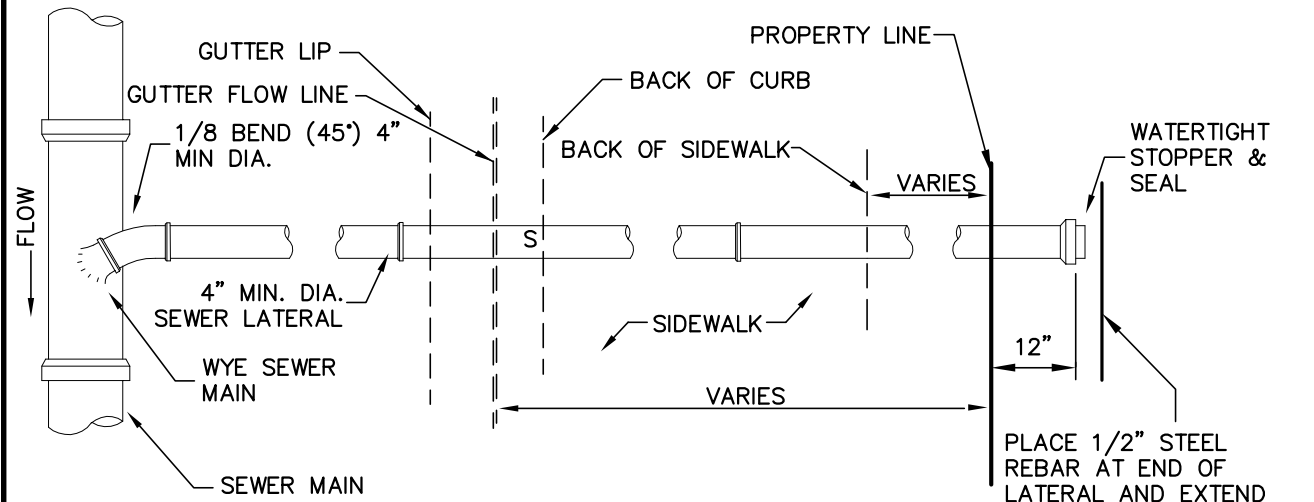 PROPERTY LINE
GUTTER LIP
BACK OF CURB
GUTTER FLOW LINE
1/8 BEND (45°) 4"
MIN DIA.
BACK OF SIDEWALK
WATERTIGHT
STOPPER &
SEAL
VARIES
FLOW
S
4" MIN. DIA.
SEWER LATERAL
SIDEWALK
12"
WYE SEWER
MAIN
VARIES
PLACE 1/2" STEEL
REBAR AT END OF
LATERAL AND EXTEND
SEWER MAIN